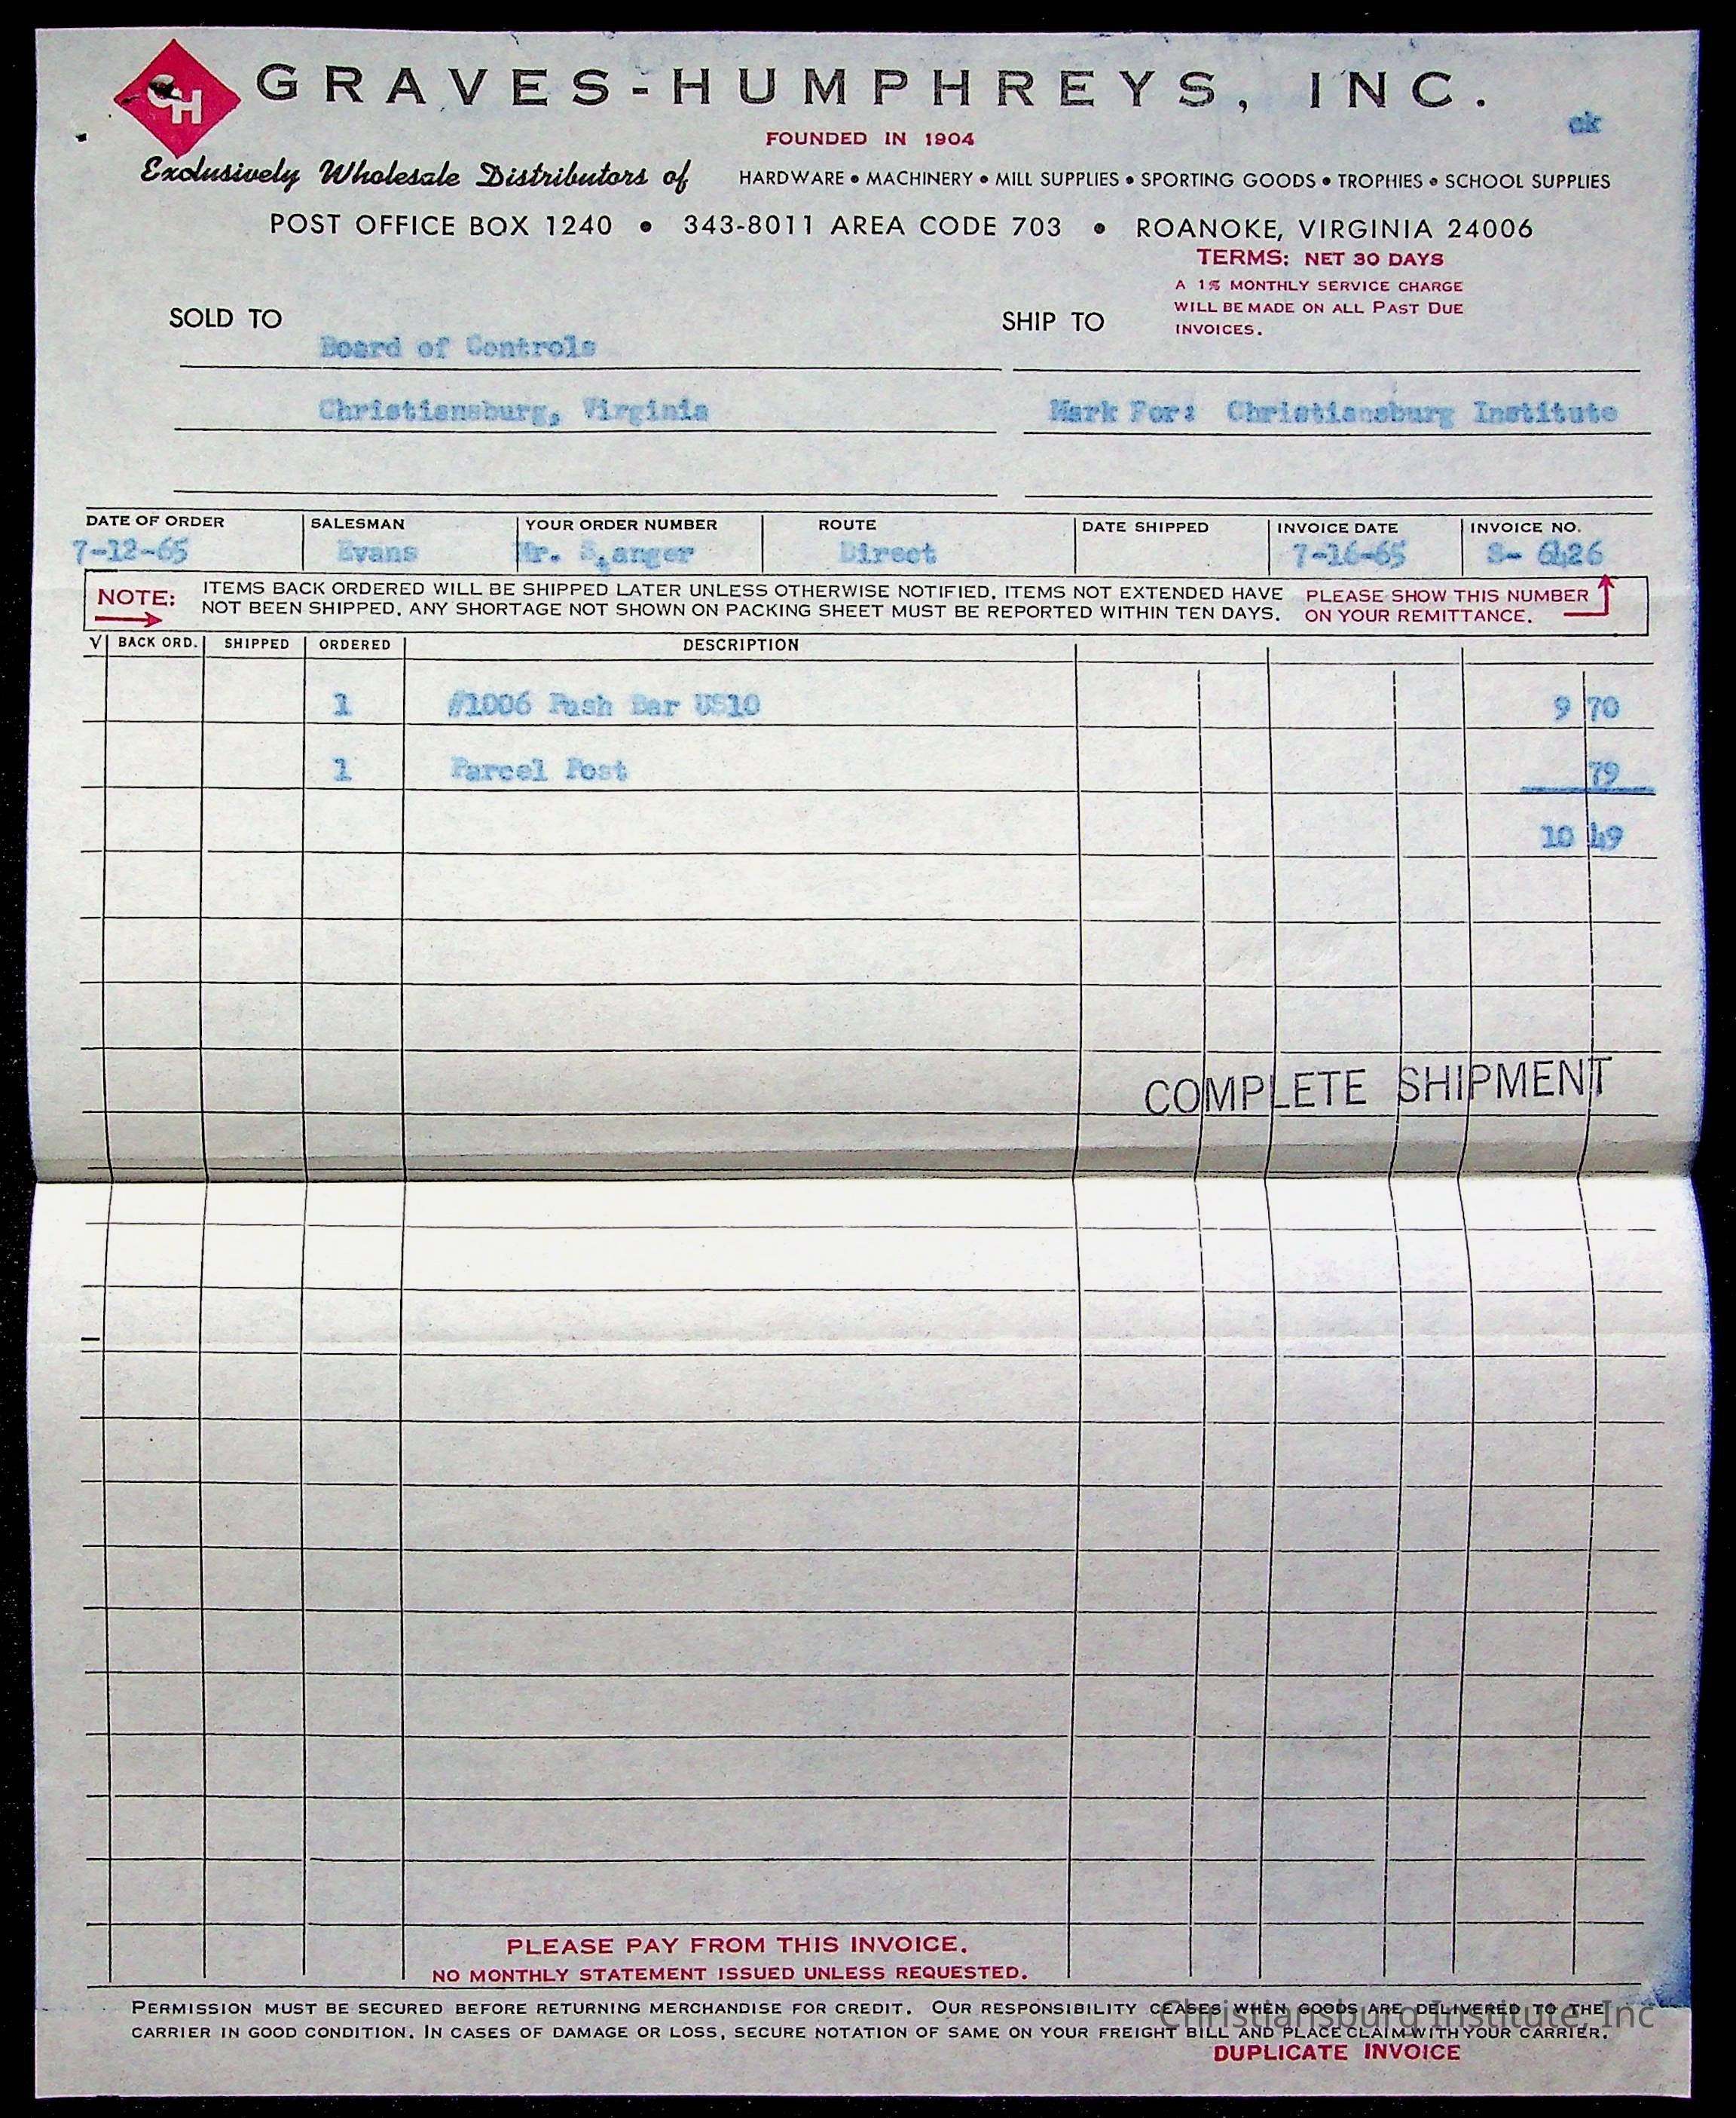 GH
GRAVES-HUMPHREYS, INC.
ok
FOUNDED IN 1904
Exclusively Wholesale Distributors of HARDWARE • MACHINERY • MILL SUPPLIES • SPORTING GOODS • TROPHIES • SCHOOL SUPPLIES
POST OFFICE BOX 1240 • 343-8011 AREA CODE 703 • ROANOKE, VIRGINIA 24006
TERMS: NET 30 DAYS
A 1% MONTHLY SERVICE CHARGE
WILL BE MADE ON ALL PAST DUE
INVOICES.
SOLD TO
SHIP TO
Board of Controls
Christiansburg, Virginia
Mark For: Christiansburg Institute
DATE OF ORDER SALESMAN YOUR ORDER NUMBER ROUTE DATE SHIPPED INVOICE DATE INVOICE NO.
7-12-65 Evans Mr. Direct 7-16-65 S- 6426
NOTE: ITEMS BACK ORDERED WILL BE SHIPPED LATER UNLESS OTHERWISE NOTIFIED. ITEMS NOT EXTENDED HAVE
NOT BEEN SHIPPED. ANY SHORTAGE NOT SHOWN ON PACKING SHEET MUST BE REPORTED WITHIN TEN DAYS.
PLEASE SHOW THIS NUMBER
ON YOUR REMITTANCE.
√ BACK ORD. SHIPPED ORDERED DESCRIPTION
1 #1006 Push Bar US10 9 70
1 Parcel Post 79
10 49
COMPLETE SHIPMENT
PLEASE PAY FROM THIS INVOICE.
NO MONTHLY STATEMENT ISSUED UNLESS REQUESTED.
PERMISSION MUST BE SECURED BEFORE RETURNING MERCHANDISE FOR CREDIT. OUR RESPONSIBILITY CEASES WHEN GOODS ARE DELIVERED TO THE
CARRIER IN GOOD CONDITION. IN CASES OF DAMAGE OR LOSS, SECURE NOTATION OF SAME ON YOUR FREIGHT BILL AND PLACE CLAIM WITH YOUR CARRIER.
Christiansburg Institute, Inc
DUPLICATE INVOICE